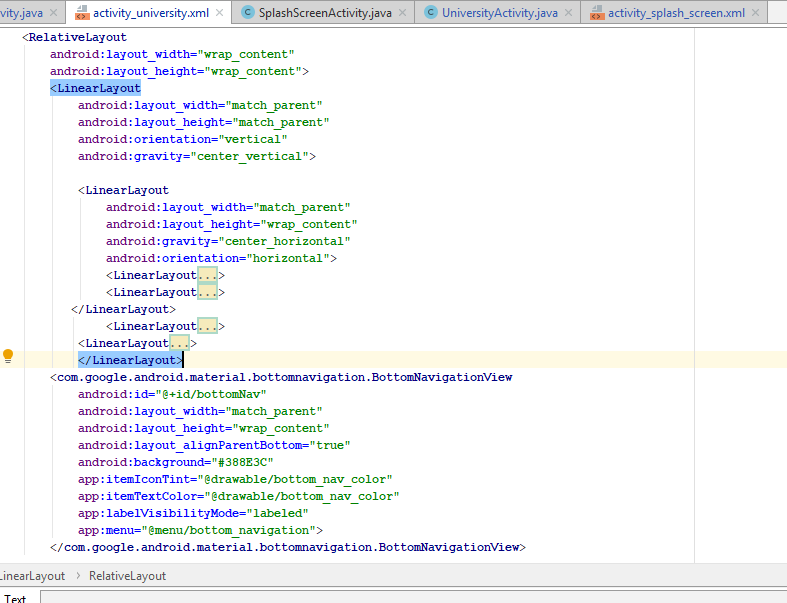 vity.java activity_university.xml SplashScreenActivity.java UniversityActivity.java activity_splash_screen.xml
<RelativeLayout
android:layout_width="wrap_content"
android:layout_height="wrap_content">
<LinearLayout
android:layout_width="match_parent"
android:layout_height="match_parent"
android:orientation="vertical"
android:gravity="center_vertical">
<LinearLayout
android:layout_width="match_parent"
android:layout_height="wrap_content"
android:gravity="center_horizontal"
android:orientation="horizontal">
<LinearLayout...>
<LinearLayout...>
</LinearLayout>
<LinearLayout...>
<LinearLayout...>
</LinearLayout>
<com.google.android.material.bottomnavigation.BottomNavigationView
android:id="@+id/bottomNav"
android:layout_width="match_parent"
android:layout_height="wrap_content"
android:layout_alignParentBottom="true"
android:background="#388E3C"
app:itemIconTint="@drawable/bottom_nav_color"
app:itemTextColor="@drawable/bottom_nav_color"
app:labelVisibilityMode="labeled"
app:menu="@menu/bottom_navigation">
</com.google.android.material.bottomnavigation.BottomNavigationView>
LinearLayout › RelativeLayout
Text